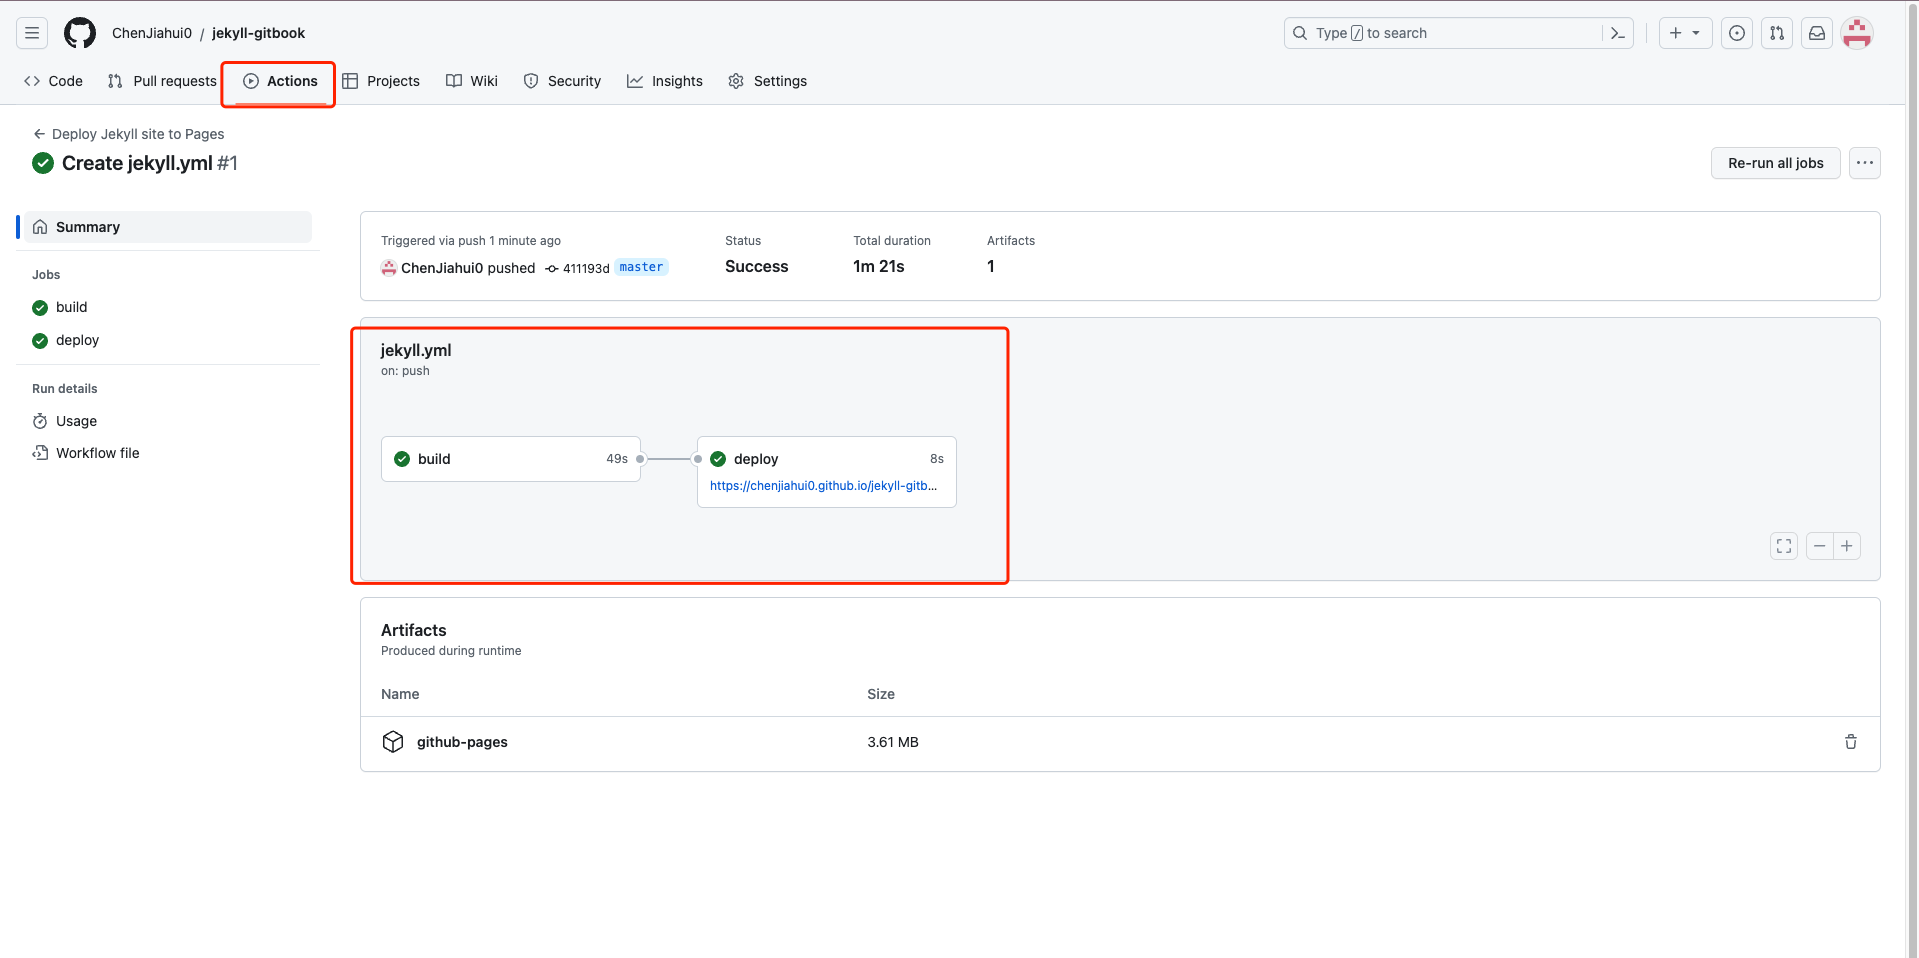 ChenJiahui0 / jekyll-gitbook
Type / to search
Code Pull requests Actions Projects Wiki Security Insights Settings
Deploy Jekyll site to Pages
Create jekyll.yml #1
Re-run all jobs
Summary
Jobs
build
deploy
Run details
Usage
Workflow file
Triggered via push 1 minute ago
ChenJiahui0 pushed 411193d master
Status
Success
Total duration
1m 21s
Artifacts
1
jekyll.yml
on: push
build 49s
deploy 8s
https://chenjiahui0.github.io/jekyll-gitb...
Artifacts
Produced during runtime
Name Size
github-pages 3.61 MB